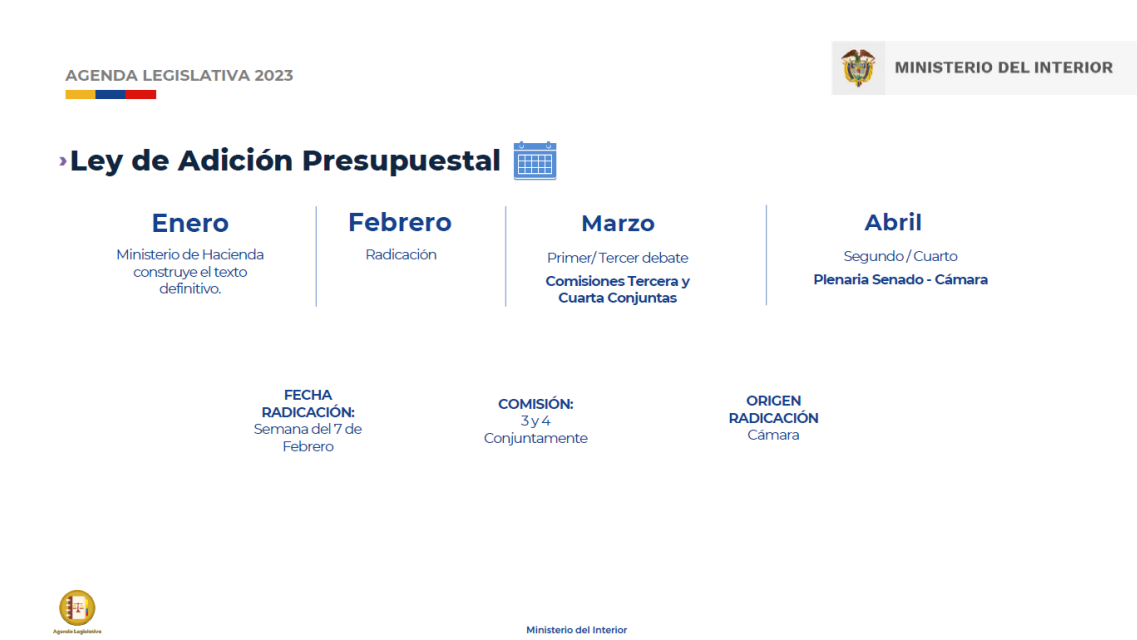 AGENDA LEGISLATIVA 2023
MINISTERIO DEL INTERIOR
›Ley de Adición Presupuestal
Enero
Ministerio de Hacienda
construye el texto
definitivo.
Febrero
Radicación
Marzo
Primer/ Tercer debate
Comisiones Tercera y
Cuarta Conjuntas
Abril
Segundo / Cuarto
Plenaria Senado - Cámara
FECHA
RADICACIÓN:
Semana del 7 de
Febrero
COMISIÓN:
3 y 4
Conjuntamente
ORIGEN
RADICACIÓN
Cámara
Agenda Legislativa
Ministerio del Interior